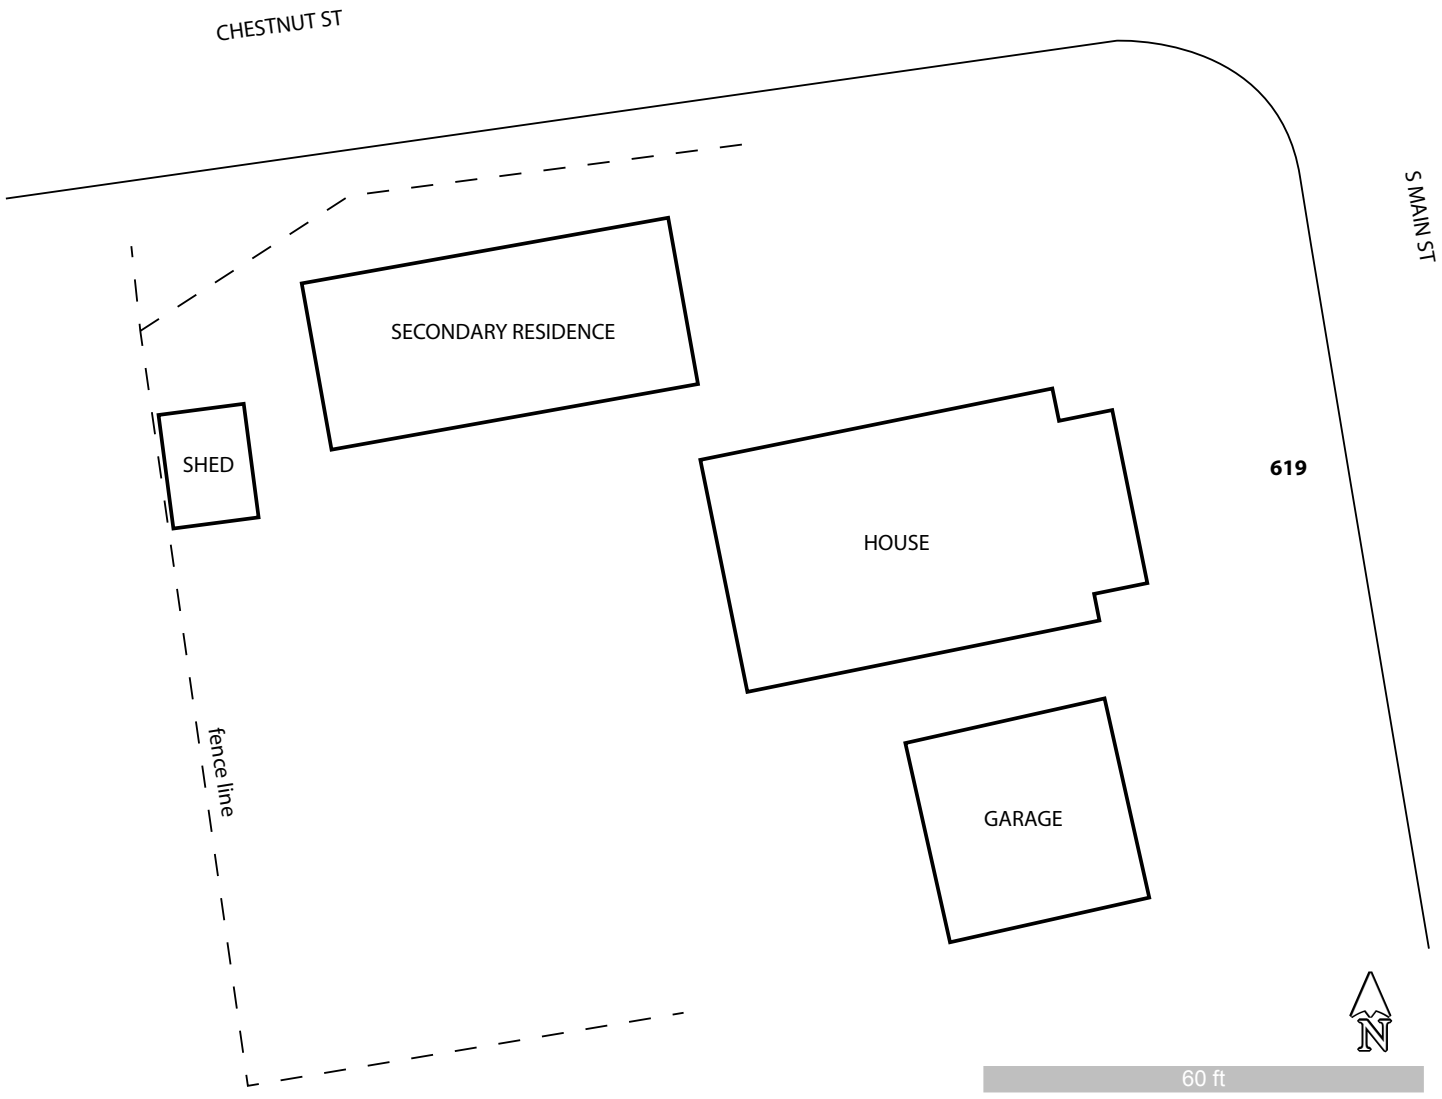 CHESTNUT ST
S MAIN ST
SECONDARY RESIDENCE
SHED
619
HOUSE
fence line
GARAGE
N
60 ft